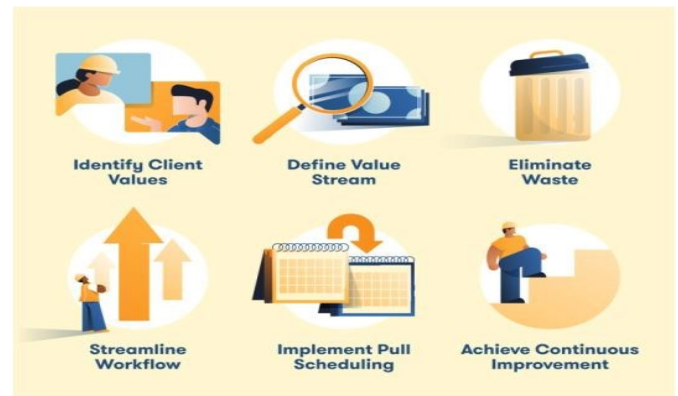 Identify Client
Values
Define Value
Stream
Eliminate
Waste
Streamline
Workflow
Implement Pull
Scheduling
Achieve Continuous
Improvement